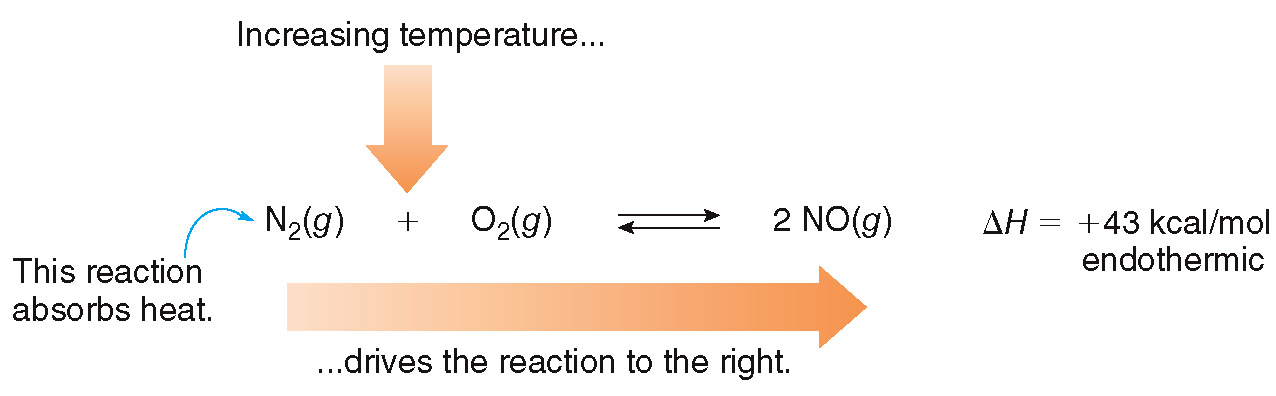 Increasing temperature...
N₂(g) + O₂(g) ⇌ 2 NO(g) ΔH = +43 kcal/mol
endothermic
This reaction
absorbs heat.
...drives the reaction to the right.